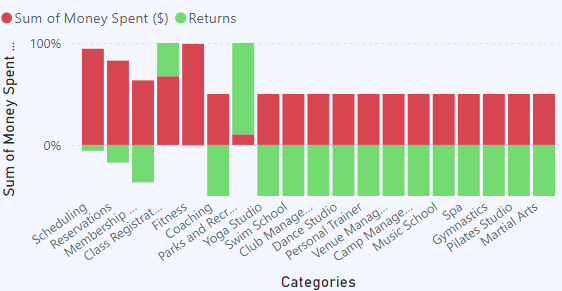 Sum of Money Spent ($) Returns
Sum of Money Spent ...
100%
0%
Scheduling
Reservations
Membership ...
Class Registrat...
Fitness
Coaching
Parks and Recr...
Yoga Studio
Swim School
Club Manage...
Dance Studio
Personal Trainer
Venue Manag...
Camp Manage...
Music School
Spa
Gymnastics
Pilates Studio
Martial Arts
Categories